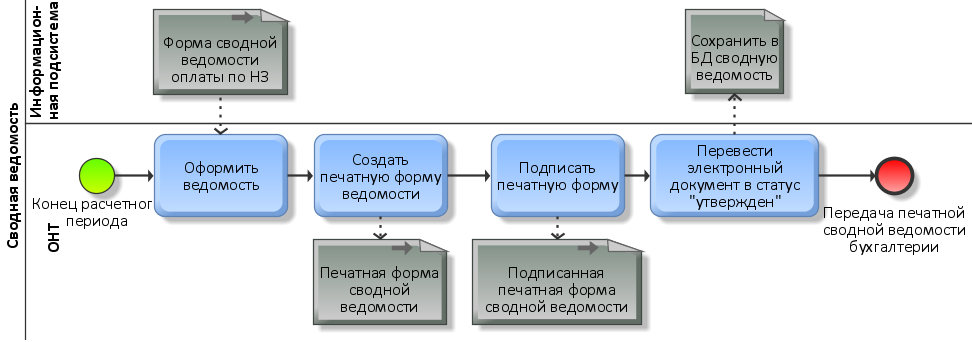 Сводная ведомость
Информацион-
ная подсистема
Форма сводной
ведомости
оплаты по НЗ
Сохранить в
БД сводную
ведомость
ОНТ
Конец расчетного
периода
Оформить
ведомость
Создать
печатную форму
ведомости
Подписать
печатную форму
Перевести
электронный
документ в статус
"утвержден"
Передача печатной
сводной ведомости
бухгалтерии
Печатная форма
сводной
ведомости
Подписанная
печатная форма
сводной ведомости